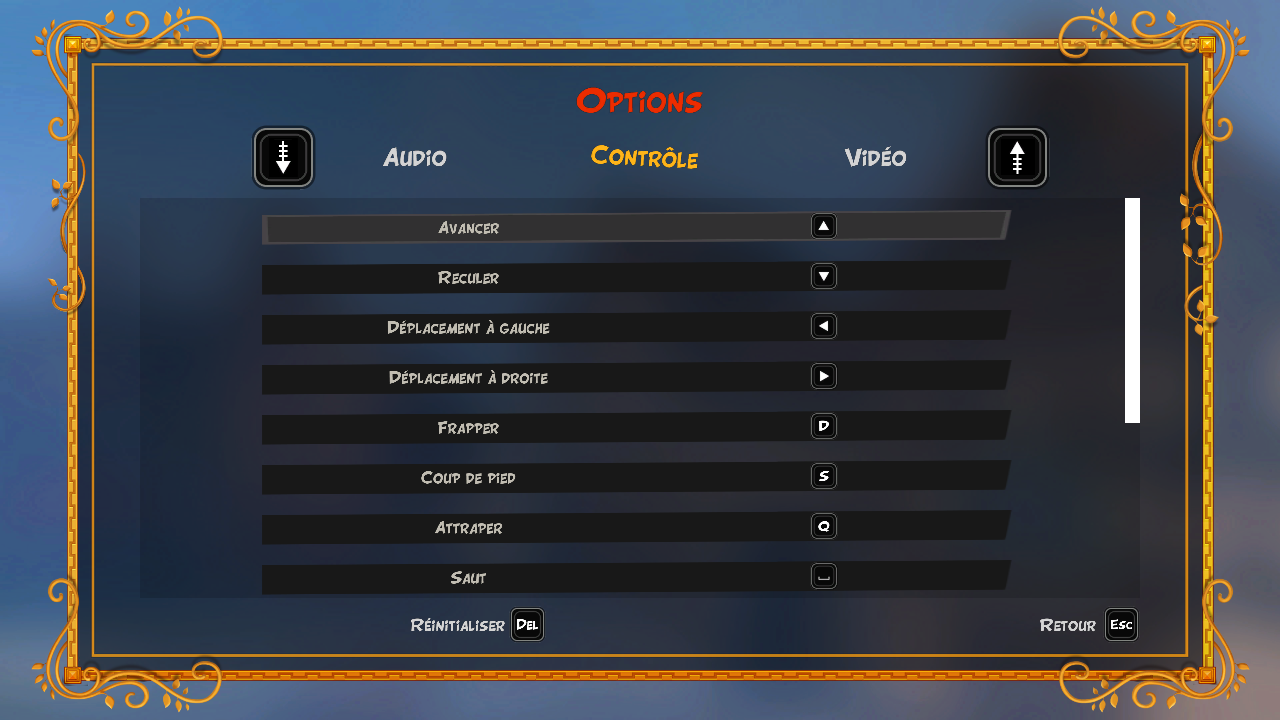 Options
Audio
Contrôle
Vidéo
Avancer
Reculer
Déplacement à gauche
Déplacement à droite
Frapper D
Coup de pied S
Attraper Q
Saut
Réinitialiser Del
Retour Esc